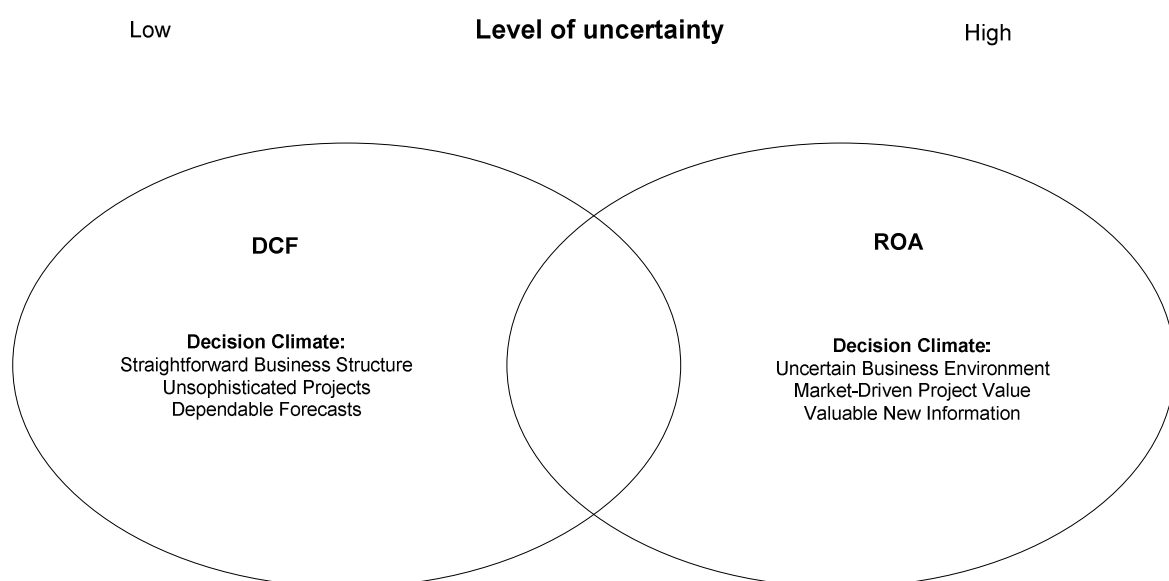 Low
Level of uncertainty
High
DCF
ROA
Decision Climate:
Straightforward Business Structure
Unsophisticated Projects
Dependable Forecasts
Decision Climate:
Uncertain Business Environment
Market-Driven Project Value
Valuable New Information